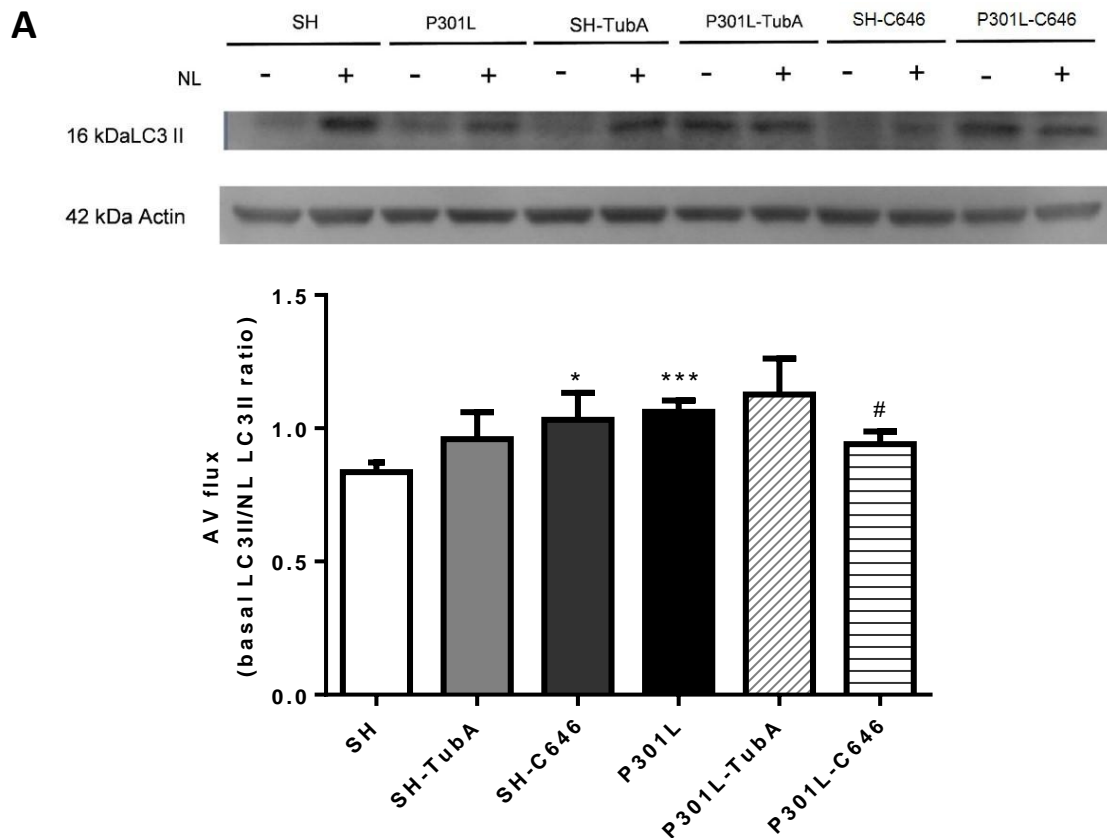 A
SH P301L SH-TubA P301L-TubA SH-C646 P301L-C646
NL - + - + - + - + - + - +
16 kDaLC3 II
42 kDa Actin
AV flux
(basal LC3II/NL LC3II ratio)
1.5
1.0
0.5
0.0
* *** #
SH SH-TubA SH-C646 P301L P301L-TubA P301L-C646